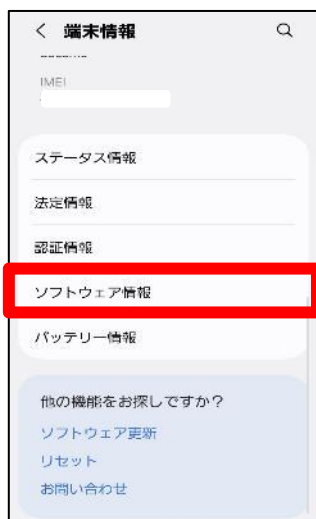 端末情報
IMEI
ステータス情報
法定情報
認証情報
ソフトウェア情報
バッテリー情報
他の機能をお探しですか？
ソフトウェア更新
リセット
お問い合わせ